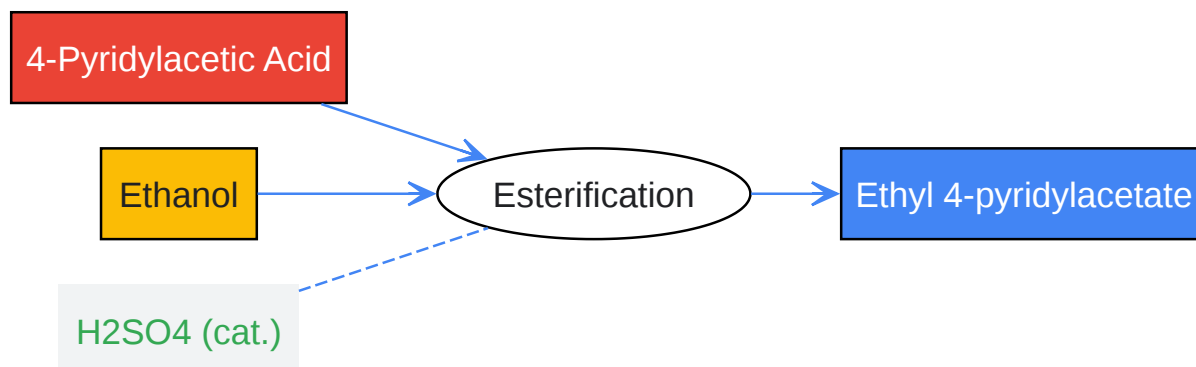 4-Pyridylacetic Acid
Ethanol
Esterification
Ethyl 4-pyridylacetate
H2SO4 (cat.)